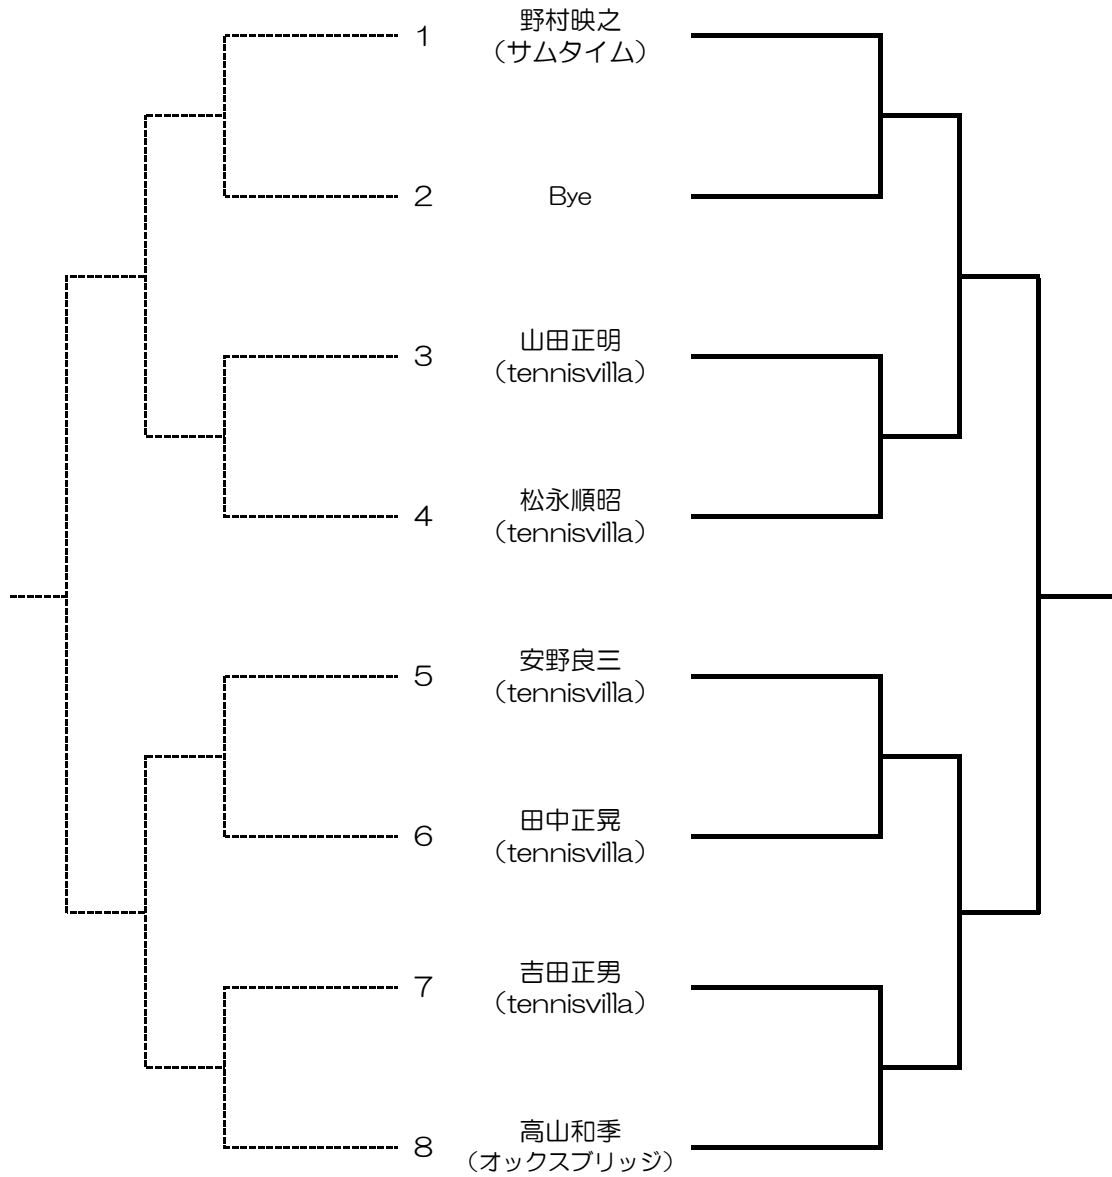 1 野村映之
（サムタイム）
2 Bye
3 山田正明
（tennisvilla）
4 松永順昭
（tennisvilla）
5 安野良三
（tennisvilla）
6 田中正晃
（tennisvilla）
7 吉田正男
（tennisvilla）
8 高山和季
（オックスブリッジ）